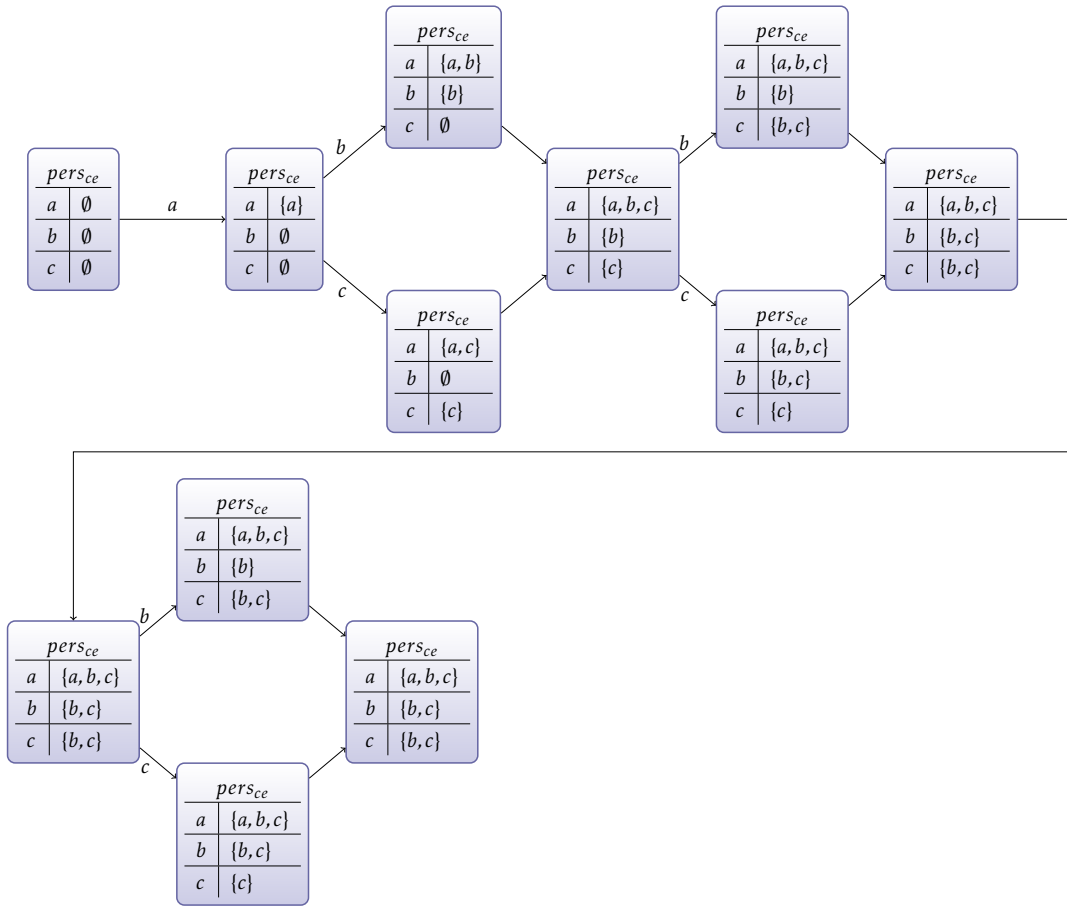 pers_ce
a {a, b}
b {b}
c ∅
pers_ce
a {a, b, c}
b {b}
c {b, c}
b
b
pers_ce
a ∅
b ∅
c ∅
a
pers_ce
a {a}
b ∅
c ∅
pers_ce
a {a, b, c}
b {b}
c {c}
pers_ce
a {a, b, c}
b {b, c}
c {b, c}
c
c
pers_ce
a {a, c}
b ∅
c {c}
pers_ce
a {a, b, c}
b {b, c}
c {c}
pers_ce
a {a, b, c}
b {b}
c {b, c}
b
pers_ce
a {a, b, c}
b {b, c}
c {b, c}
pers_ce
a {a, b, c}
b {b, c}
c {b, c}
c
pers_ce
a {a, b, c}
b {b, c}
c {c}